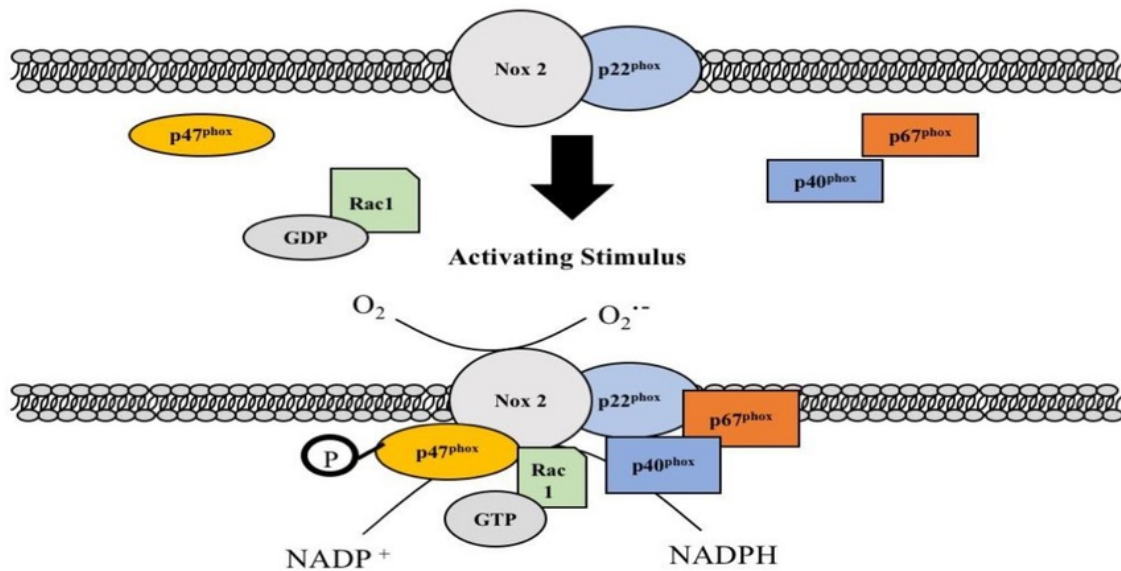 Nox 2
p22phox
p47phox
p67phox
p40phox
Rac1
GDP
Activating Stimulus
O2
O2·-
Nox 2
p22phox
p67phox
p47phox
P
p40phox
Rac
1
GTP
NADP +
NADPH